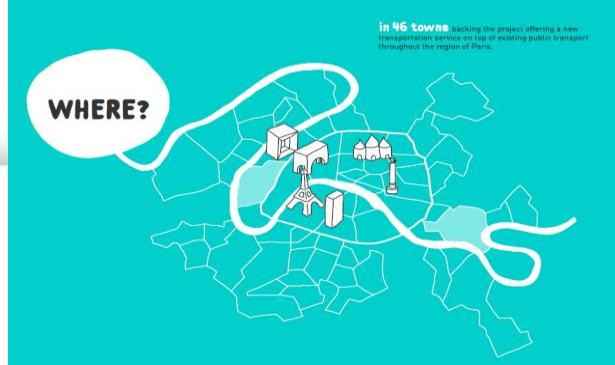 in 46 towns backing the project offering a new
transportation service on top of existing public transport
throughout the region of Paris.
WHERE?